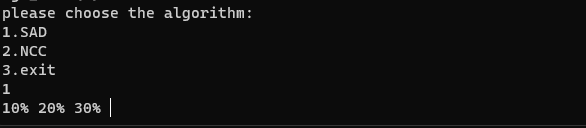 please choose the algorithm:
1.SAD
2.NCC
3.exit
1
10% 20% 30%